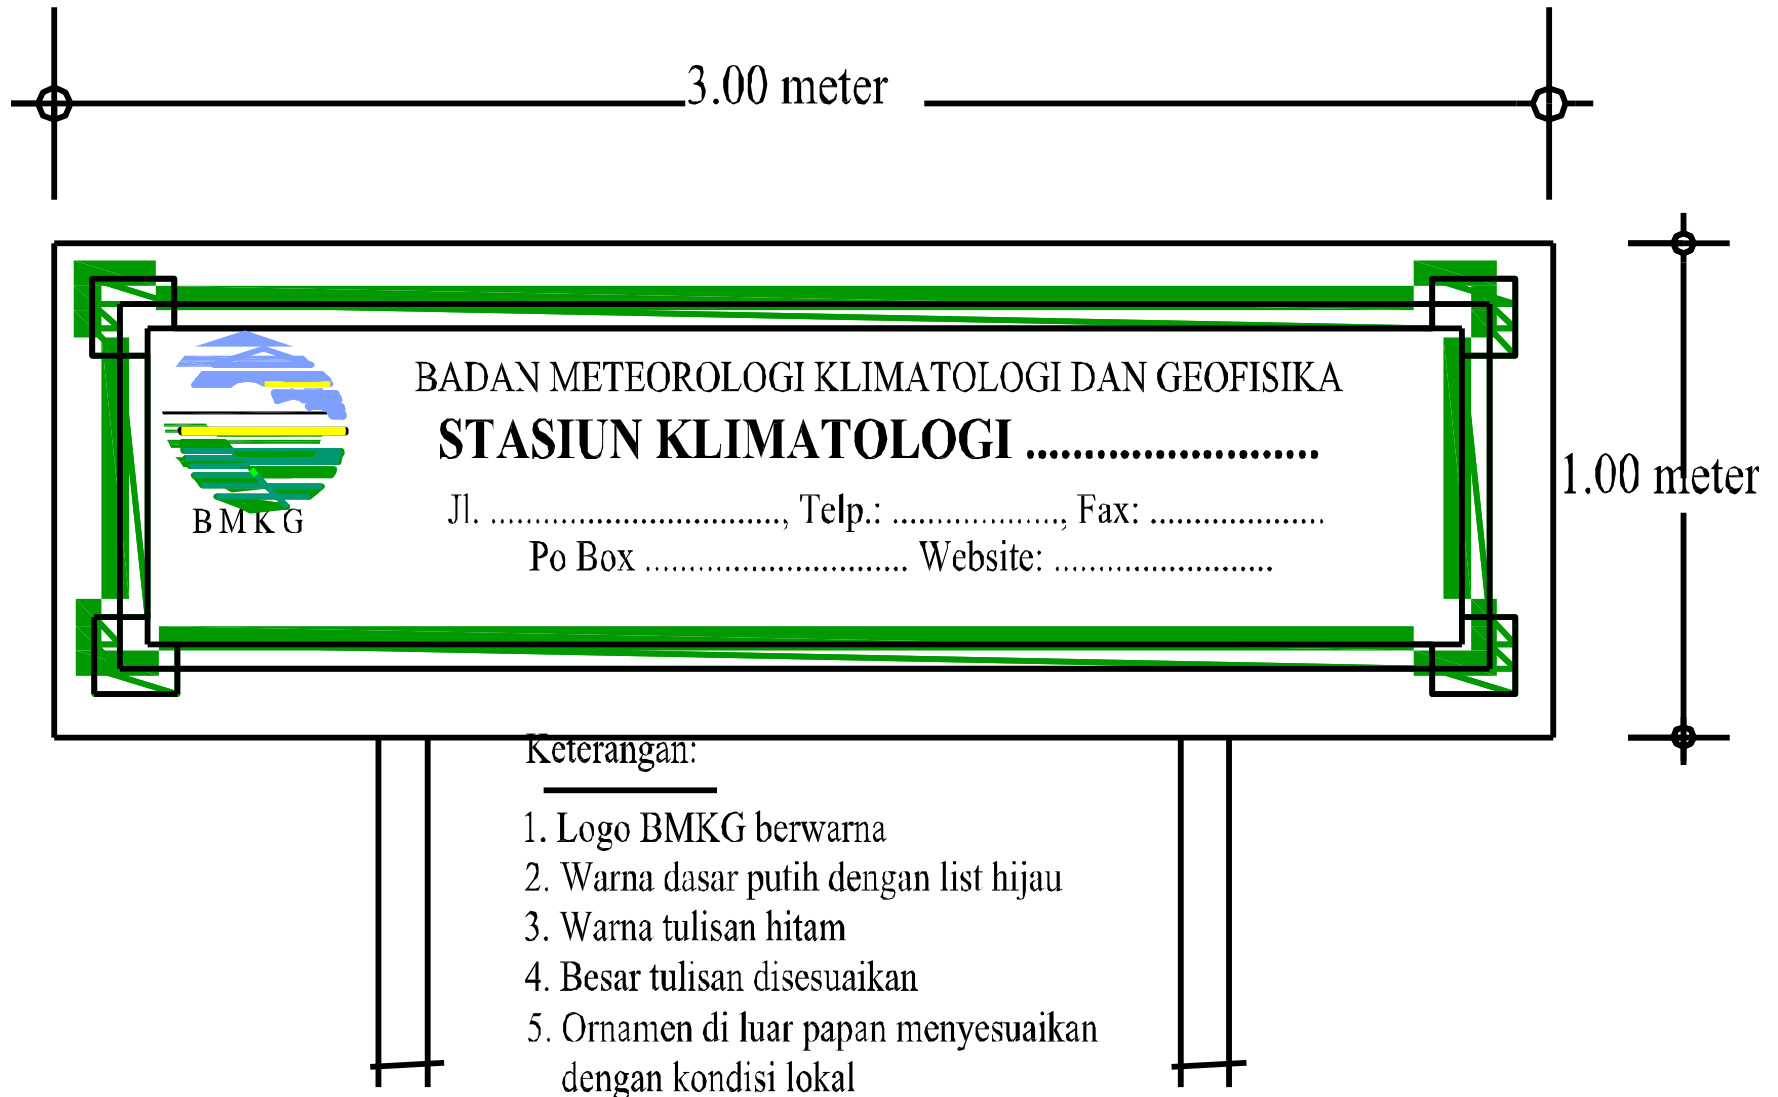 3.00 meter
BADAN METEOROLOGI KLIMATOLOGI DAN GEOFISIKA
STASIUN KLIMATOLOGI .........................
Jl. .................................., Telp.: ...................., Fax: ....................
Po Box .............................. Website: .........................
B M K G
1.00 meter
Keterangan:
1. Logo BMKG berwarna
2. Warna dasar putih dengan list hijau
3. Warna tulisan hitam
4. Besar tulisan disesuaikan
5. Ornamen di luar papan menyesuaikan
dengan kondisi lokal